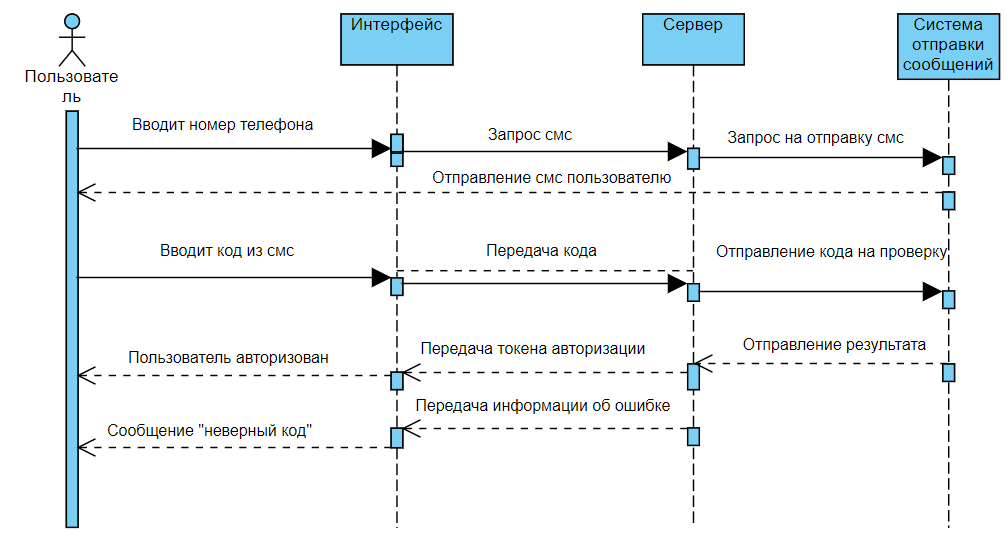 Пользовате
ль
Интерфейс
Сервер
Система
отправки
сообщений
Вводит номер телефона
Запрос смс
Запрос на отправку смс
Отправление смс пользователю
Вводит код из смс
Передача кода
Отправление кода на проверку
Пользователь авторизован
Передача токена авторизации
Отправление результата
Передача информации об ошибке
Сообщение "неверный код"